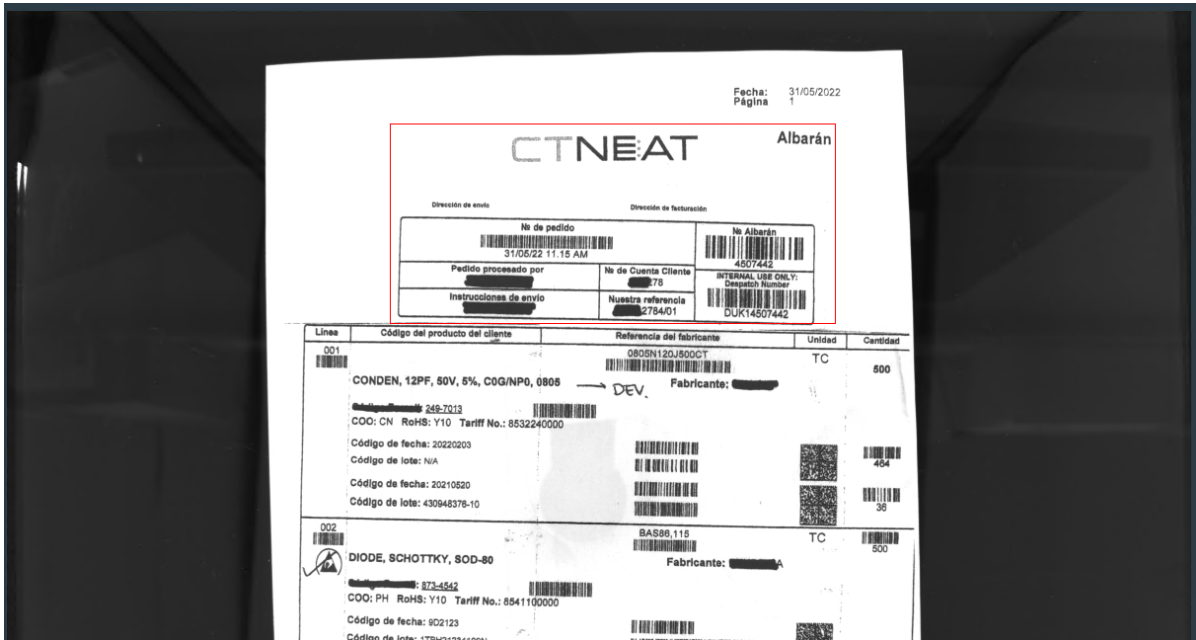 Fecha: 31/05/2022
Página 1
CTNEAT
Albarán
Dirección de envío
Dirección de facturación
Nº de pedido
31/05/22 11.15 AM
Nº Albarán
4507442
Pedido procesado por
Nº de Cuenta Cliente
278
INTERNAL USE ONLY:
Despatch Number
DUK14507442
Instrucciones de envío
Nuestra referencia
2784/01
Línea Código del producto del cliente Referencia del fabricante Unidad Cantidad
001 0805N120J500CT TC 500
CONDEN, 12PF, 50V, 5%, C0G/NP0, 0805 → DEV. Fabricante:
249-7013
COO: CN RoHS: Y10 Tariff No.: 8532240000
Código de fecha: 20220203
Código de lote: N/A 464
Código de fecha: 20210520
Código de lote: 430948376-10 36
002 BAS86,115 TC 500
DIODE, SCHOTTKY, SOD-80 Fabricante: A
873-4542
COO: PH RoHS: Y10 Tariff No.: 8541100000
Código de fecha: 9D2123
Código de lote: